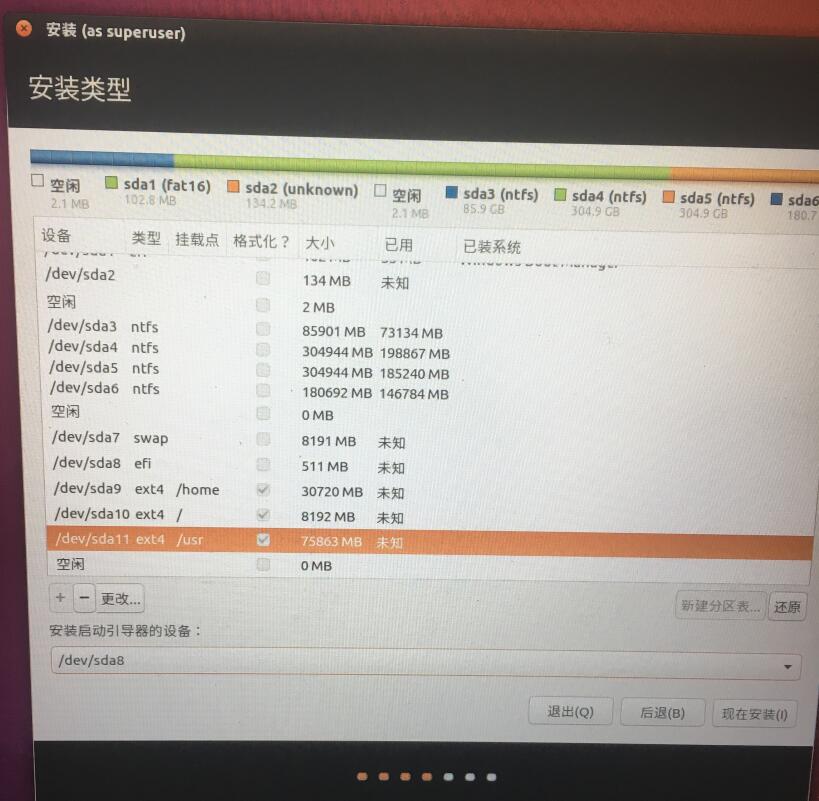 安装 (as superuser)
安装类型
空闲 sda1 (fat16) sda2 (unknown) 空闲 sda3 (ntfs) sda4 (ntfs) sda5 (ntfs) sda6
2.1 MB 102.8 MB 134.2 MB 2.1 MB 85.9 GB 304.9 GB 304.9 GB 180.7
设备 类型 挂载点 格式化？ 大小 已用 已装系统
/dev/sda2 134 MB 未知
空闲 2 MB
/dev/sda3 ntfs 85901 MB 73134 MB
/dev/sda4 ntfs 304944 MB 198867 MB
/dev/sda5 ntfs 304944 MB 185240 MB
/dev/sda6 ntfs 180692 MB 146784 MB
空闲 0 MB
/dev/sda7 swap 8191 MB 未知
/dev/sda8 efi 511 MB 未知
/dev/sda9 ext4 /home 30720 MB 未知
/dev/sda10 ext4 / 8192 MB 未知
/dev/sda11 ext4 /usr 75863 MB 未知
空闲 0 MB
+ − 更改... 新建分区表... 还原
安装启动引导器的设备：
/dev/sda8
退出(Q) 后退(B) 现在安装(I)